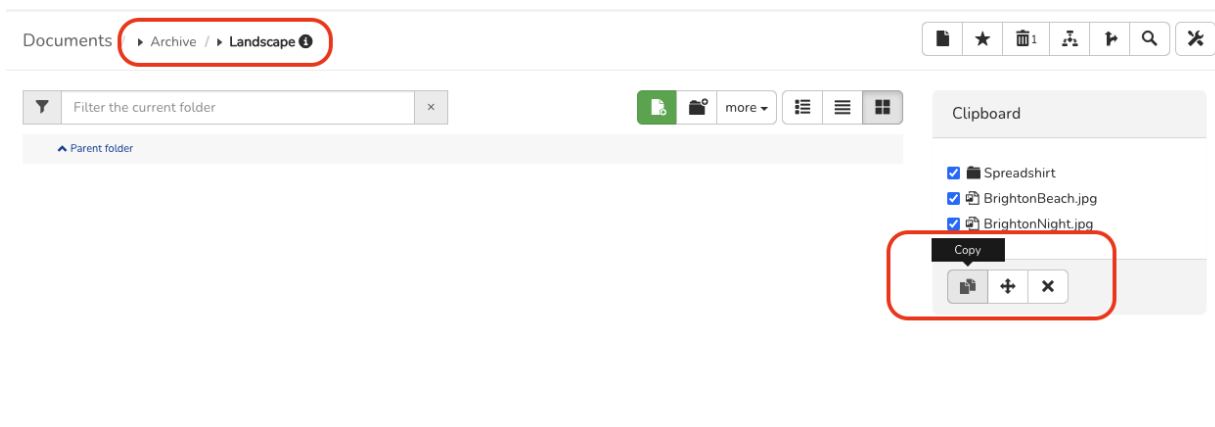 Documents / Archive / Landscape
1
Filter the current folder
×
more
Clipboard
Parent folder
Spreadshirt
BrightonBeach.jpg
BrightonNight.jpg
Copy